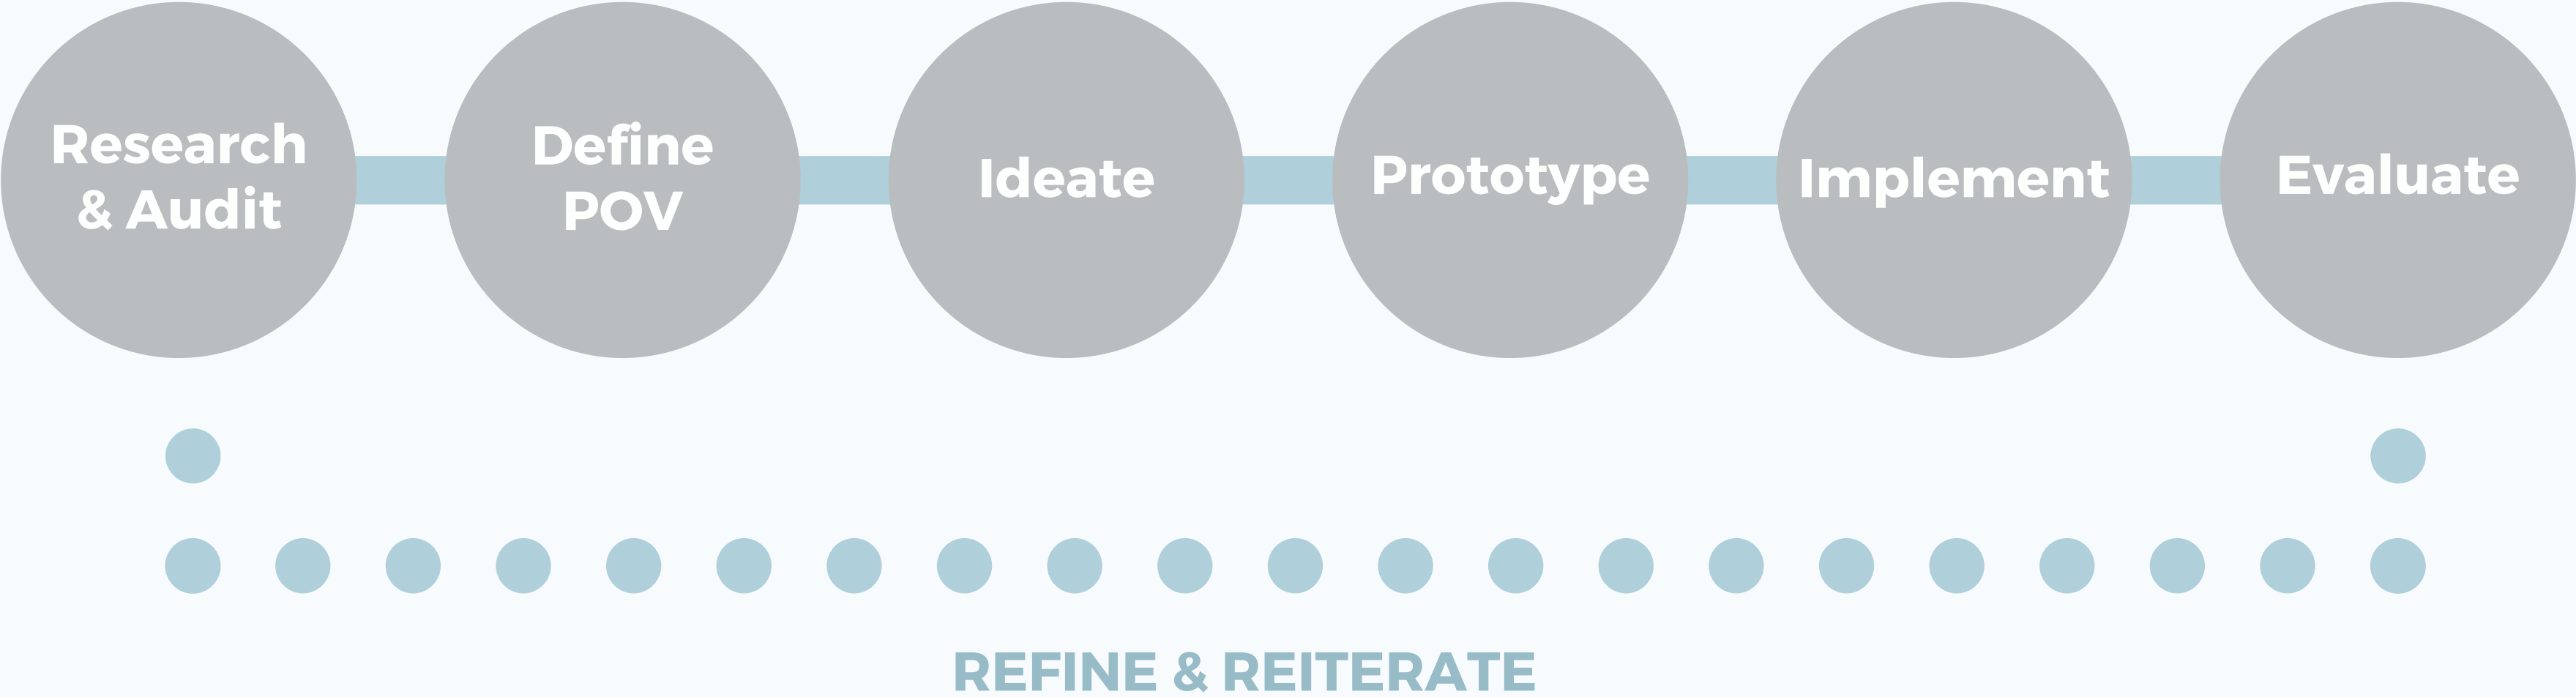 Research
& Audit
Define
POV
Ideate
Prototype
Implement
Evaluate
REFINE & REITERATE